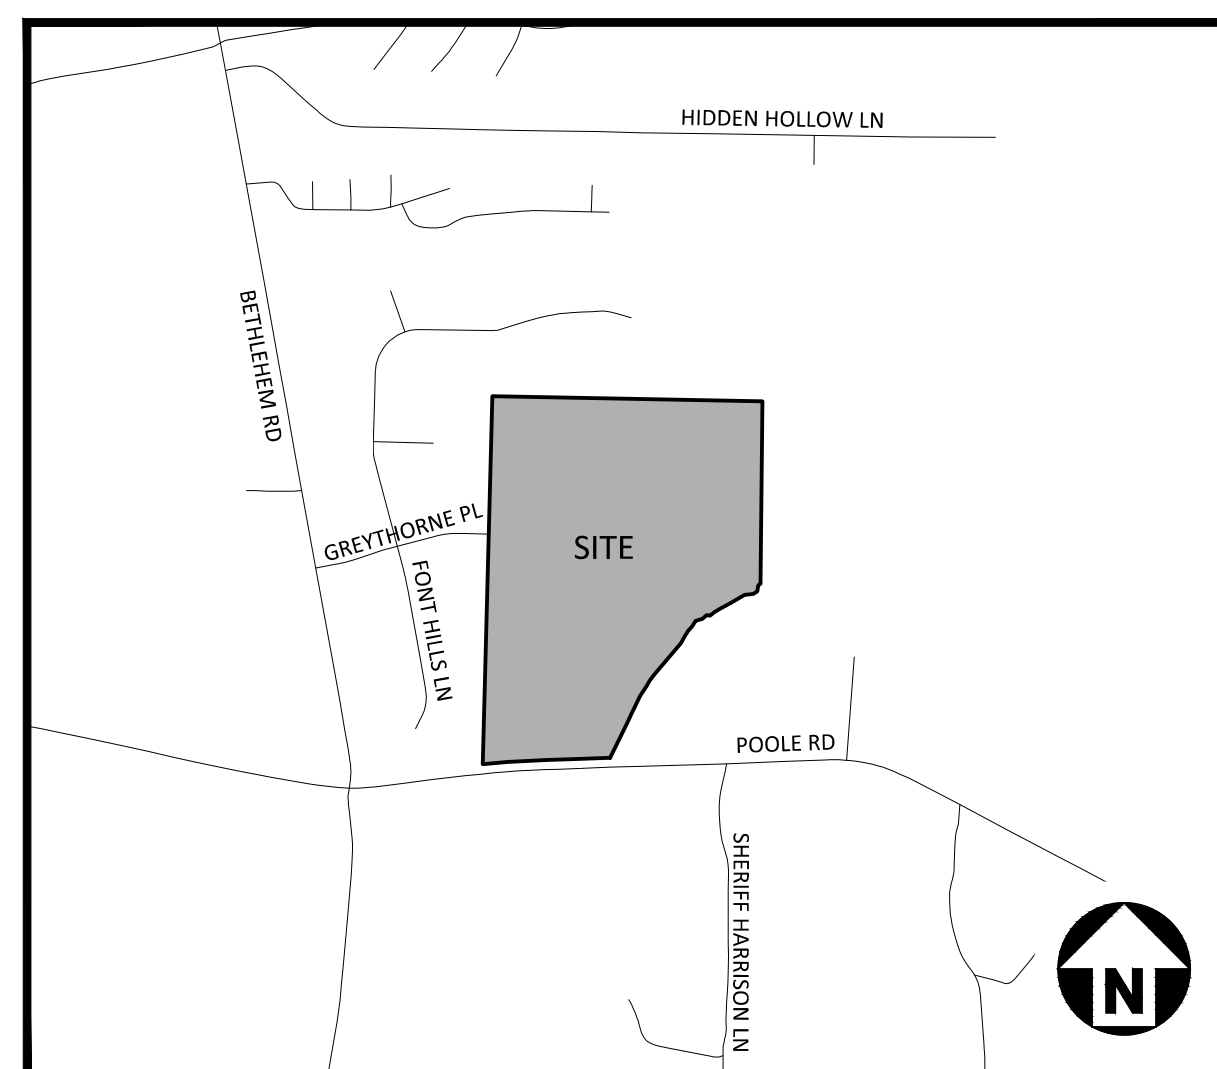 HIDDEN HOLLOW LN
BETHLEHEM RD
GREYTHORNE PL
SITE
FONT HILLS LN
POOLE RD
SHERIFF HARRISON LN
N